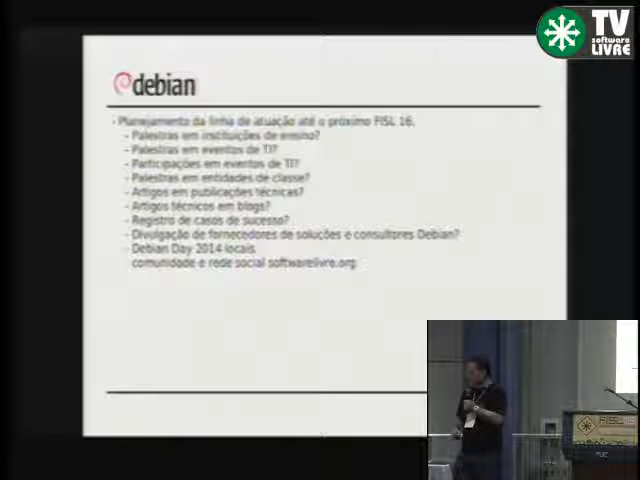 TV
software
LIVRE
debian
- Planejamento da linha de atuação até o próximo FISL 16.
- Palestras em instituições de ensino?
- Palestras em eventos de TI?
- Participações em eventos de TI?
- Palestras em entidades de classe?
- Artigos em publicações técnicas?
- Artigos técnicos em blogs?
- Registro de casos de sucesso?
- Divulgação de fornecedores de soluções e consultores Debian?
- Debian Day 2014 locais
comunidade e rede social softwarelivre.org
FISL
PUC